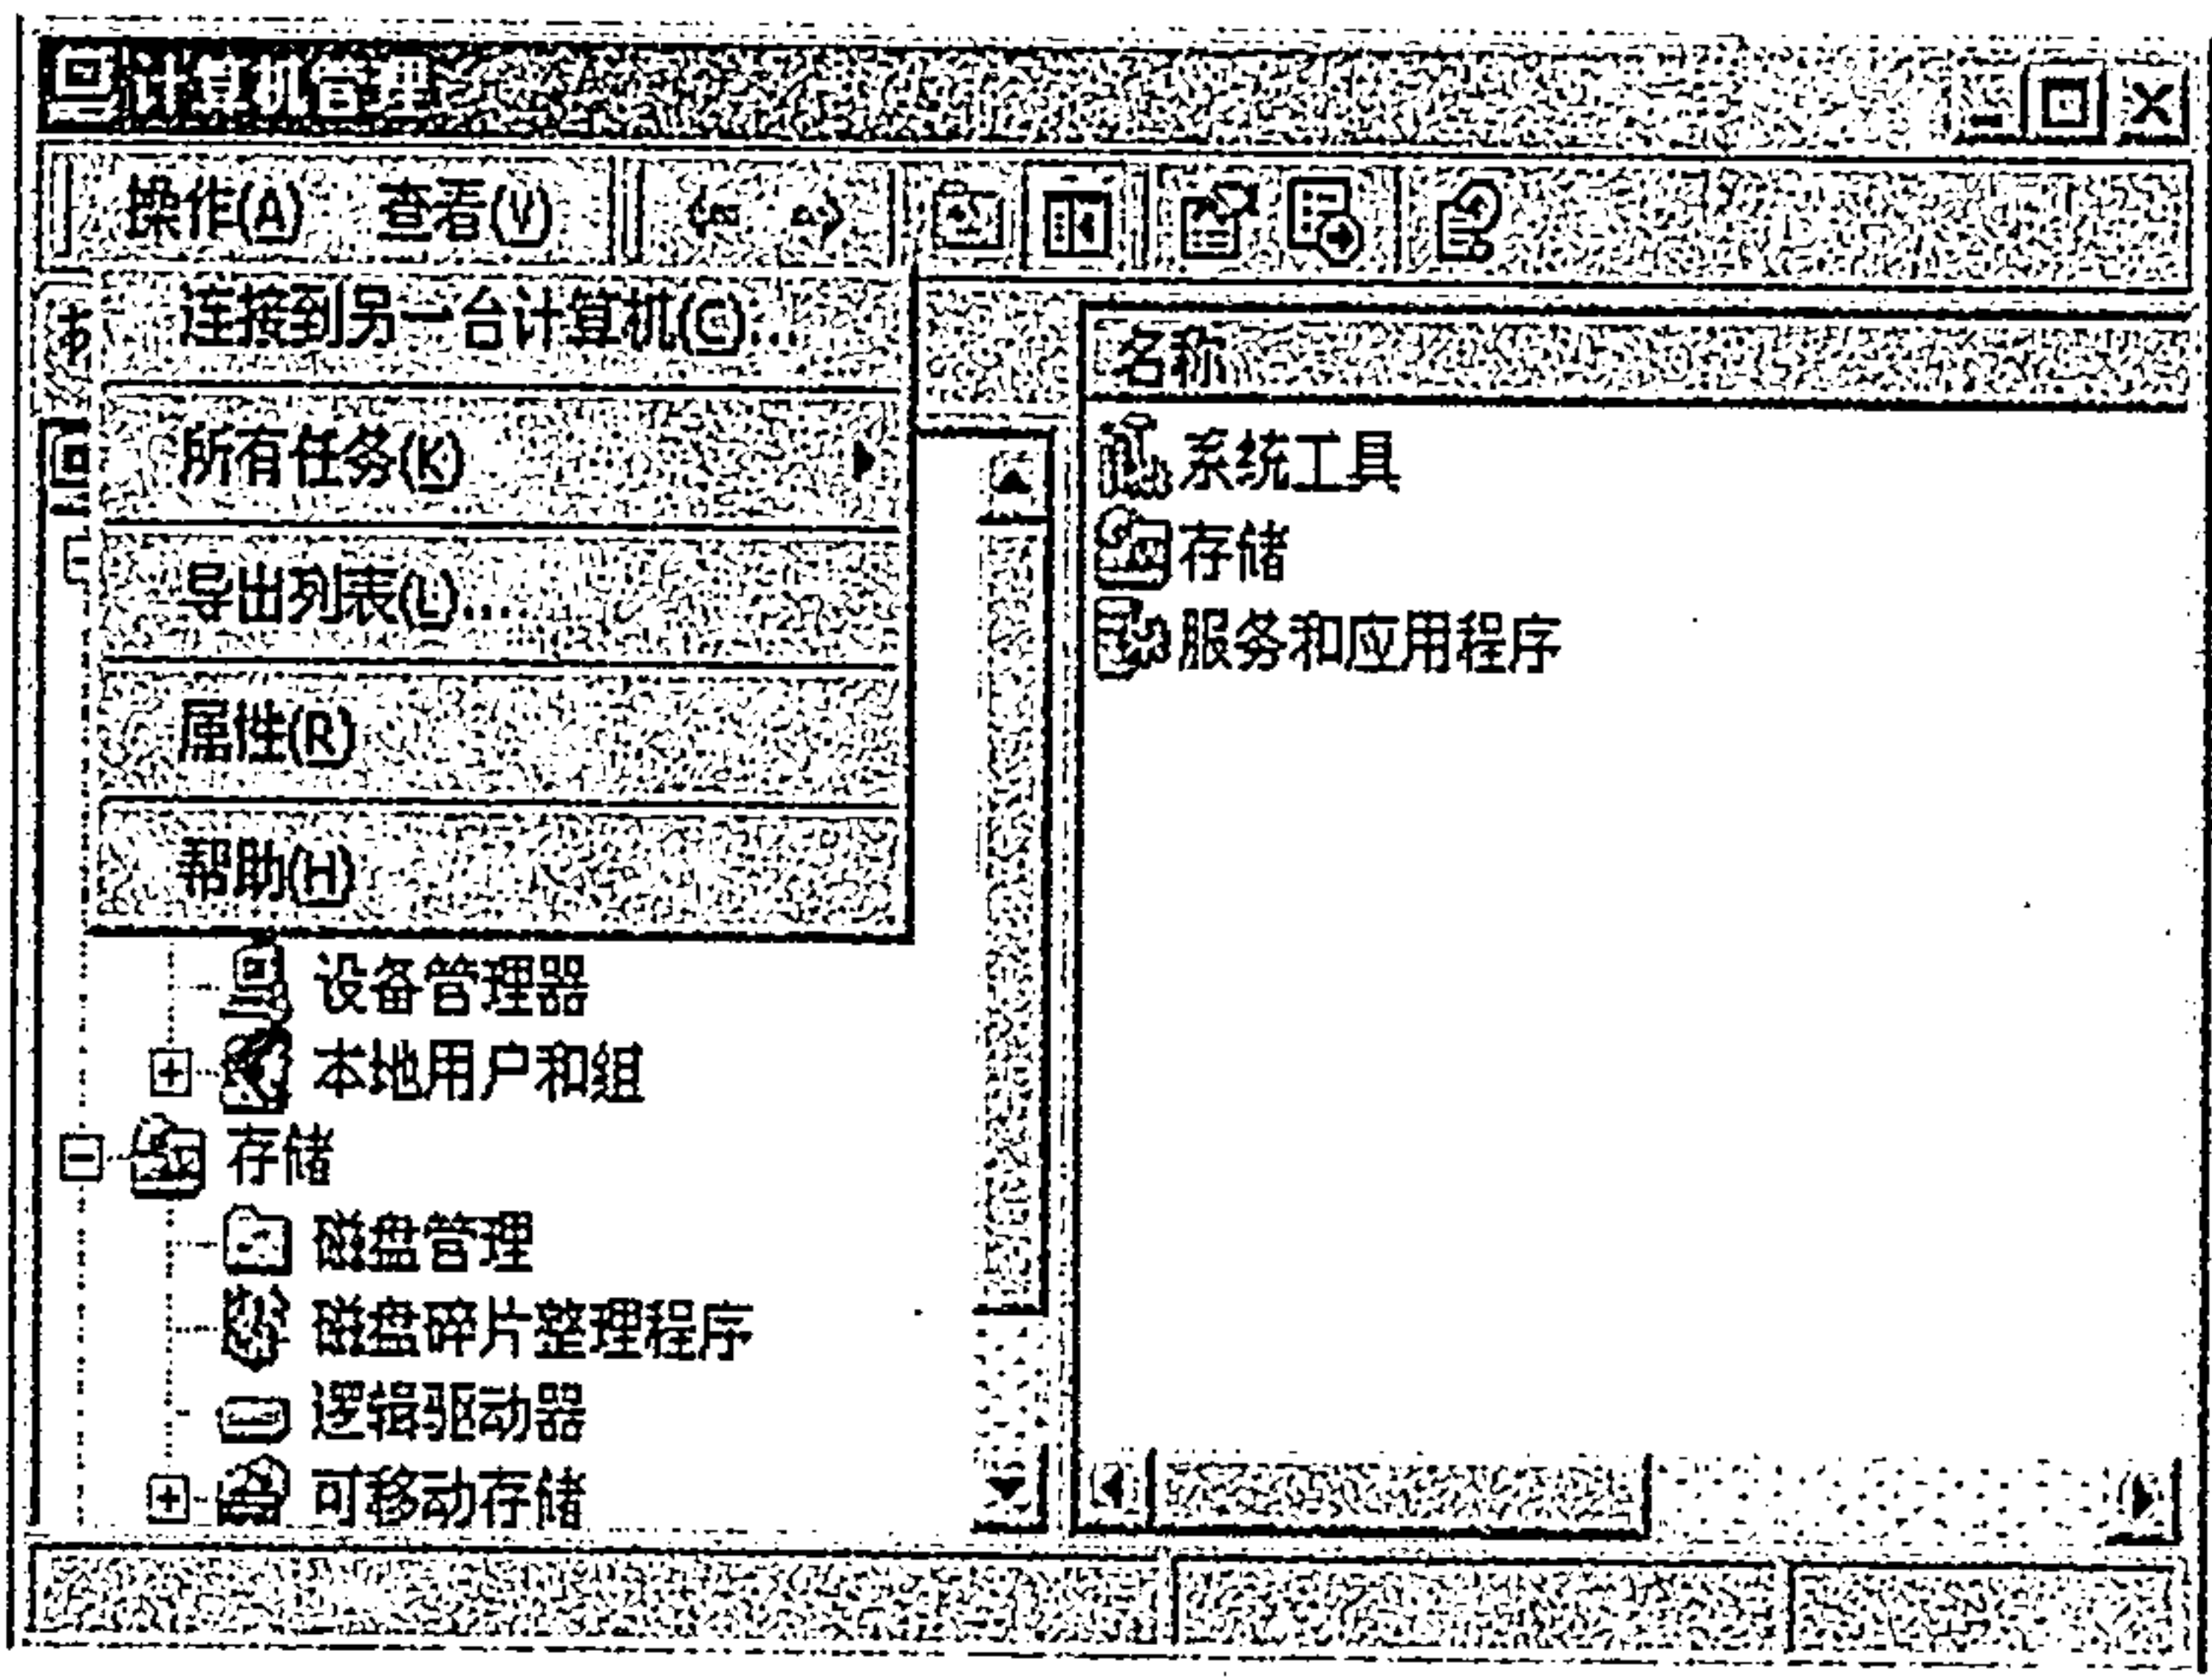 计算机管理
操作(A) 查看(V)
连接到另一台计算机(C)...
所有任务(K)
导出列表(L)...
属性(R)
帮助(H)
设备管理器
本地用户和组
存储
磁盘管理
磁盘碎片整理程序
逻辑驱动器
可移动存储
名称
系统工具
存储
服务和应用程序